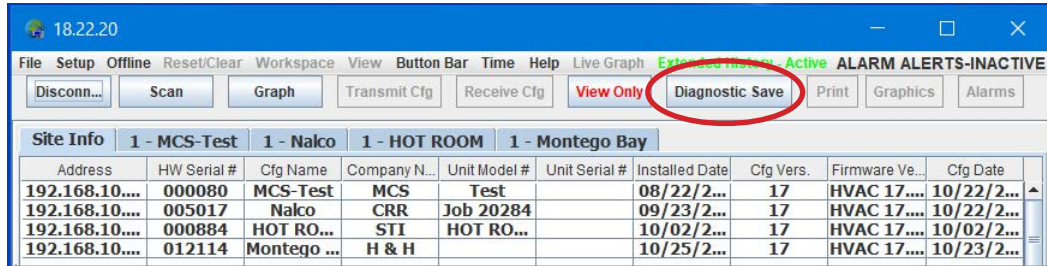 18.22.20
File Setup Offline Reset/Clear Workspace View Button Bar Time Help Live Graph Extended History - Active ALARM ALERTS-INACTIVE
Disconn... Scan Graph Transmit Cfg Receive Cfg View Only Diagnostic Save Print Graphics Alarms
Site Info 1 - MCS-Test 1 - Nalco 1 - HOT ROOM 1 - Montego Bay
Address HW Serial # Cfg Name Company N... Unit Model # Unit Serial # Installed Date Cfg Vers. Firmware Ve... Cfg Date
192.168.10.... 000080 MCS-Test MCS Test 08/22/2... 17 HVAC 17.... 10/22/2...
192.168.10.... 005017 Nalco CRR Job 20284 09/23/2... 17 HVAC 17.... 10/22/2...
192.168.10.... 000884 HOT RO... STI HOT RO... 10/02/2... 17 HVAC 17.... 10/02/2...
192.168.10.... 012114 Montego ... H & H 10/25/2... 17 HVAC 17.... 10/23/2...